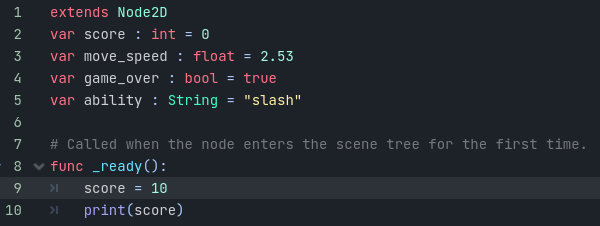 1 extends Node2D
2 var score : int = 0
3 var move_speed : float = 2.53
4 var game_over : bool = true
5 var ability : String = "slash"
6
7 # Called when the node enters the scene tree for the first time.
8 func _ready():
9 score = 10
10 print(score)